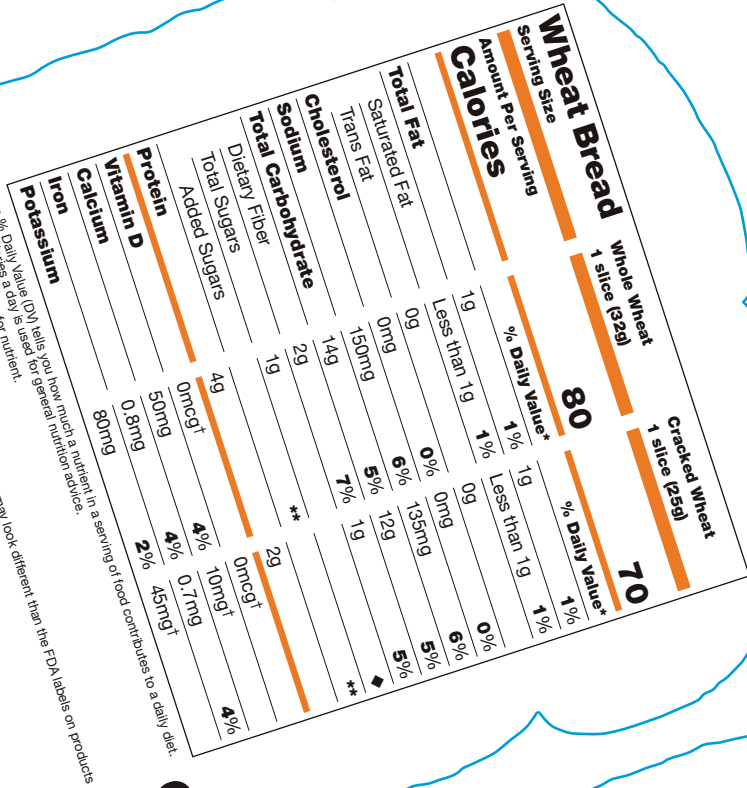 Wheat Bread Whole Wheat Cracked Wheat
Serving Size 1 slice (32g) 1 slice (25g)
Amount Per Serving
Calories 80 70
% Daily Value* % Daily Value*
Total Fat 1g 1% 1g 1%
Saturated Fat Less than 1g 1% Less than 1g 1%
Trans Fat 0g 0g
Cholesterol 0mg 0% 0mg 0%
Sodium 150mg 6% 135mg 6%
Total Carbohydrate 14g 5% 12g 5%
Dietary Fiber 2g 7% 1g 5%
Total Sugars 1g ◆
Added Sugars ** **
Protein 4g 2g
Vitamin D 0mcg† 0mcg†
Calcium 50mg 4% 10mg†
Iron 0.8mg 4% 0.7mg 4%
Potassium 80mg 2% 45mg†
% Daily Value (DV) tells you how much a nutrient in a serving of food contributes to a daily diet.
a day is used for general nutrition advice.
for nutrient.
look different than the FDA labels on products